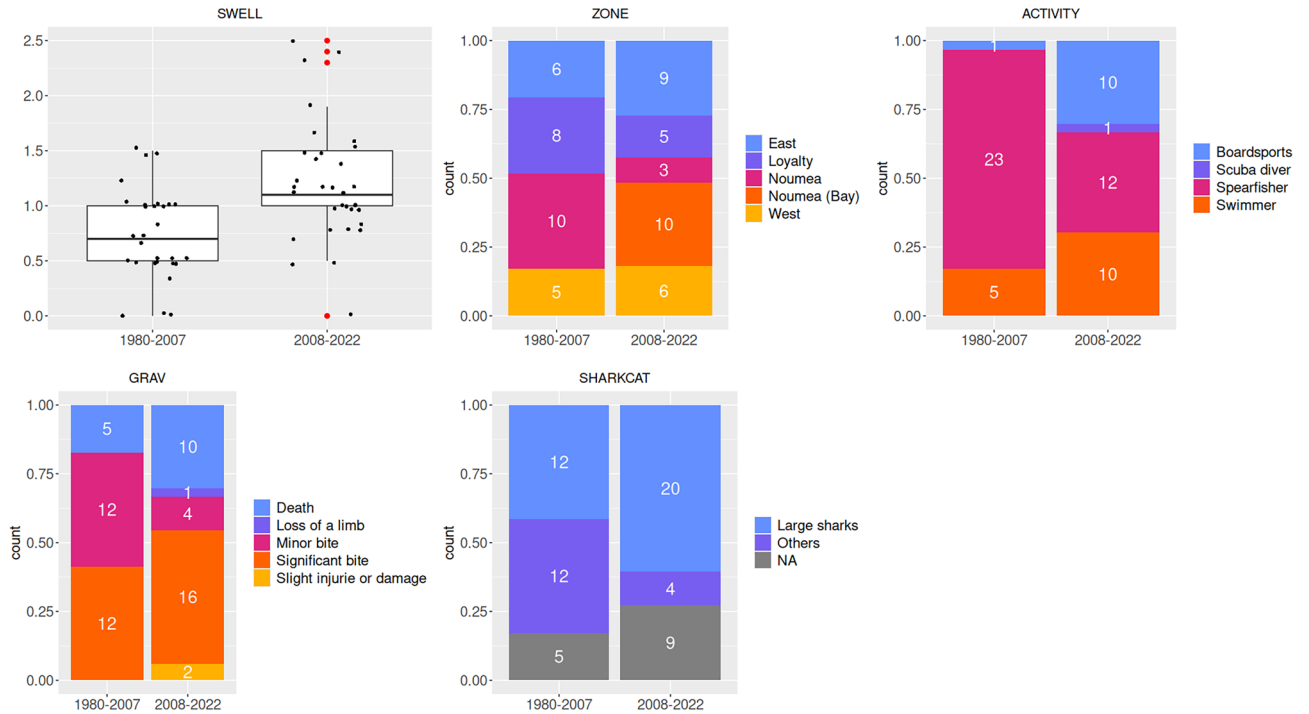 SWELL
2.5
2.0
1.5
1.0
0.5
0.0
1980-2007 2008-2022
ZONE
count
1.00
0.75
0.50
0.25
0.00
6 9
8 5
10 3
10
5 6
1980-2007 2008-2022
East
Loyalty
Noumea
Noumea (Bay)
West
ACTIVITY
count
1.00
0.75
0.50
0.25
0.00
1 10
1
23 12
5 10
1980-2007 2008-2022
Boardsports
Scuba diver
Spearfisher
Swimmer
GRAV
count
1.00
0.75
0.50
0.25
0.00
5 10
1
12 4
12 16
2
1980-2007 2008-2022
Death
Loss of a limb
Minor bite
Significant bite
Slight injurie or damage
SHARKCAT
count
1.00
0.75
0.50
0.25
0.00
12 20
12 4
5 9
1980-2007 2008-2022
Large sharks
Others
NA